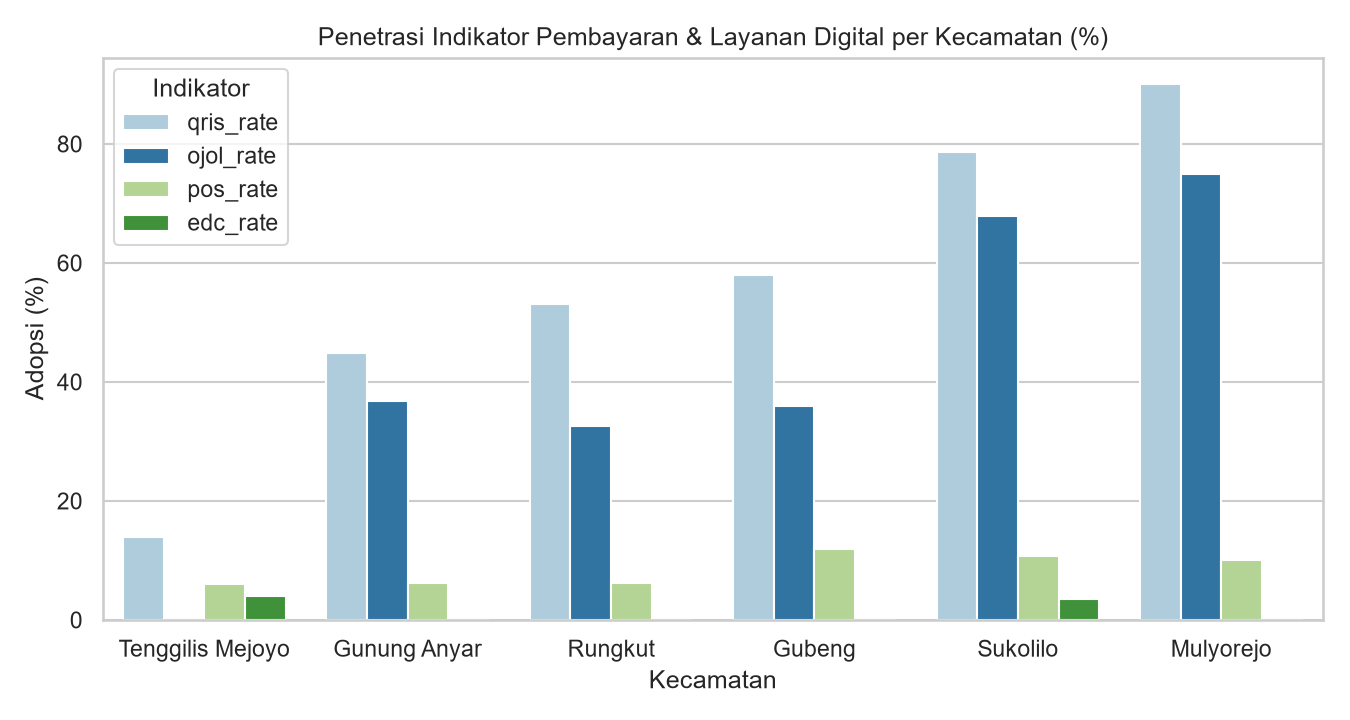 Penetrasi Indikator Pembayaran & Layanan Digital per Kecamatan (%)
Indikator
qris_rate
ojol_rate
pos_rate
edc_rate
Adopsi (%)
80
60
40
20
0
Tenggilis Mejoyo Gunung Anyar Rungkut Gubeng Sukolilo Mulyorejo
Kecamatan